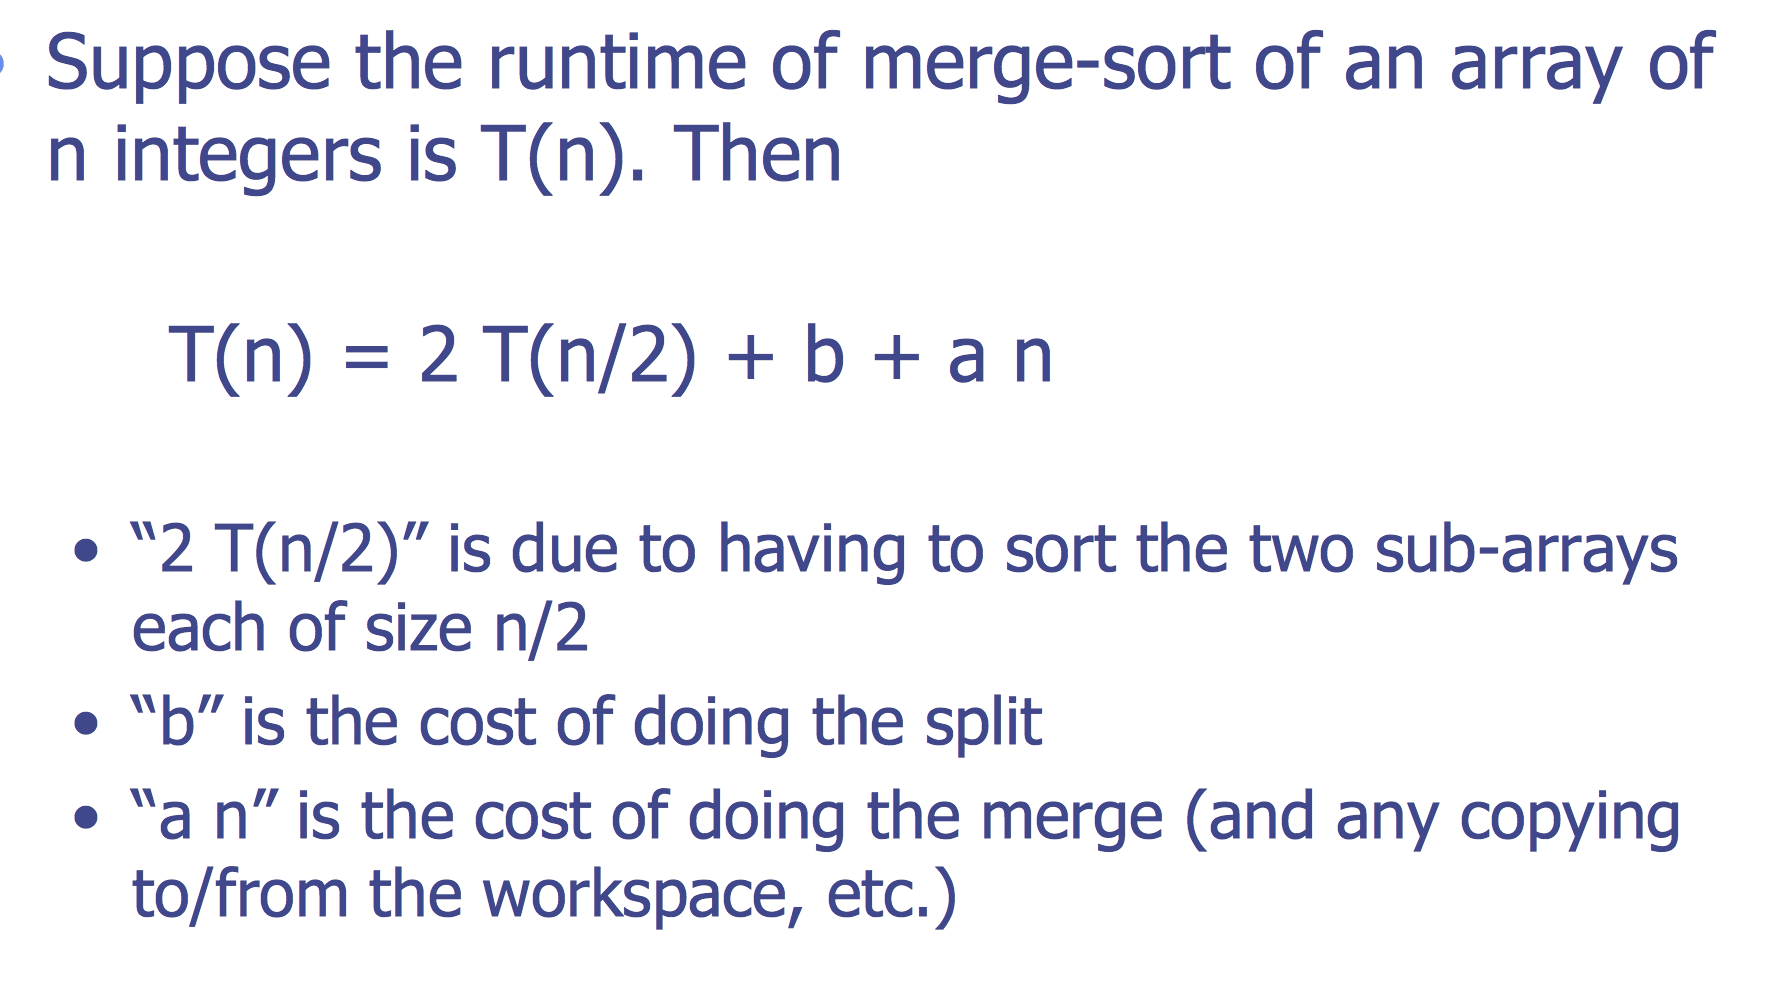 Suppose the runtime of merge-sort of an array of
n integers is T(n). Then
T(n) = 2 T(n/2) + b + a n
• “2 T(n/2)” is due to having to sort the two sub-arrays
each of size n/2
• “b” is the cost of doing the split
• “a n” is the cost of doing the merge (and any copying
to/from the workspace, etc.)